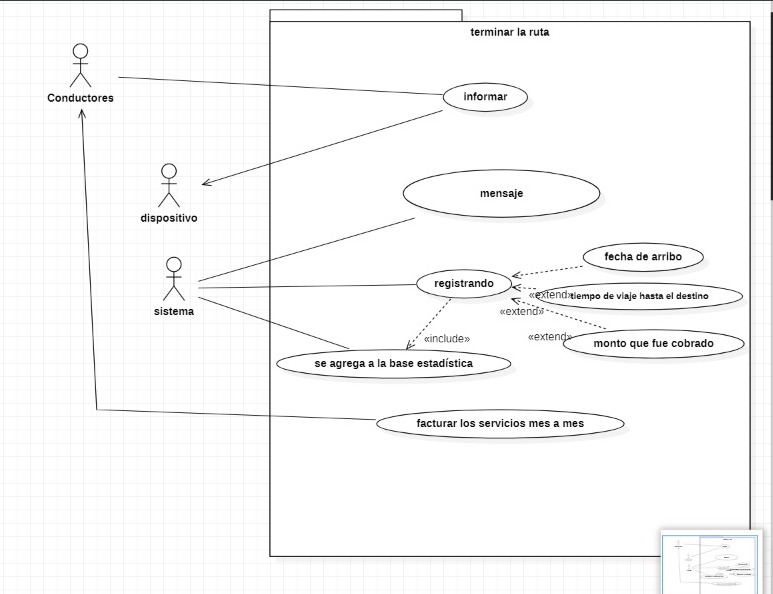 terminar la ruta
Conductores
informar
dispositivo
mensaje
sistema
registrando
fecha de arribo
«extend»
tiempo de viaje hasta el destino
«extend»
«include»
«extend»
monto que fue cobrado
se agrega a la base estadística
facturar los servicios mes a mes